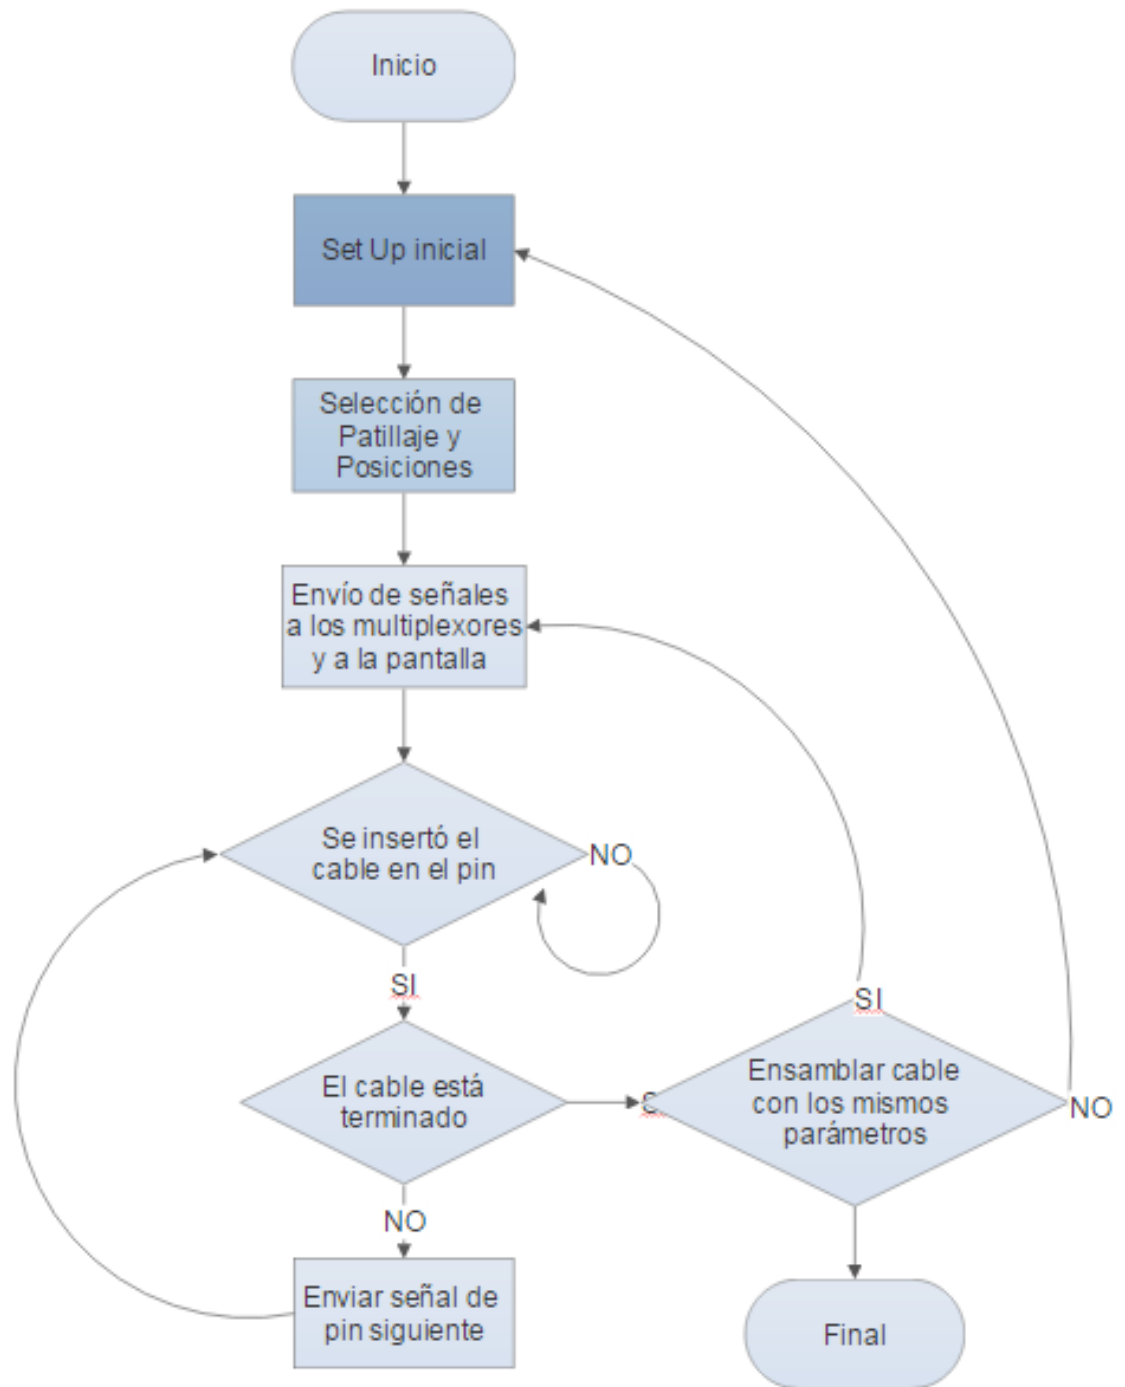 Inicio
Set Up inicial
Selección de
Patillaje y
Posiciones
Envío de señales
a los multiplexores
y a la pantalla
Se insertó el
cable en el pin
NO
SI
El cable está
terminado
NO
Enviar señal de
pin siguiente
SI
Ensamblar cable
con los mismos
parámetros
NO
Final